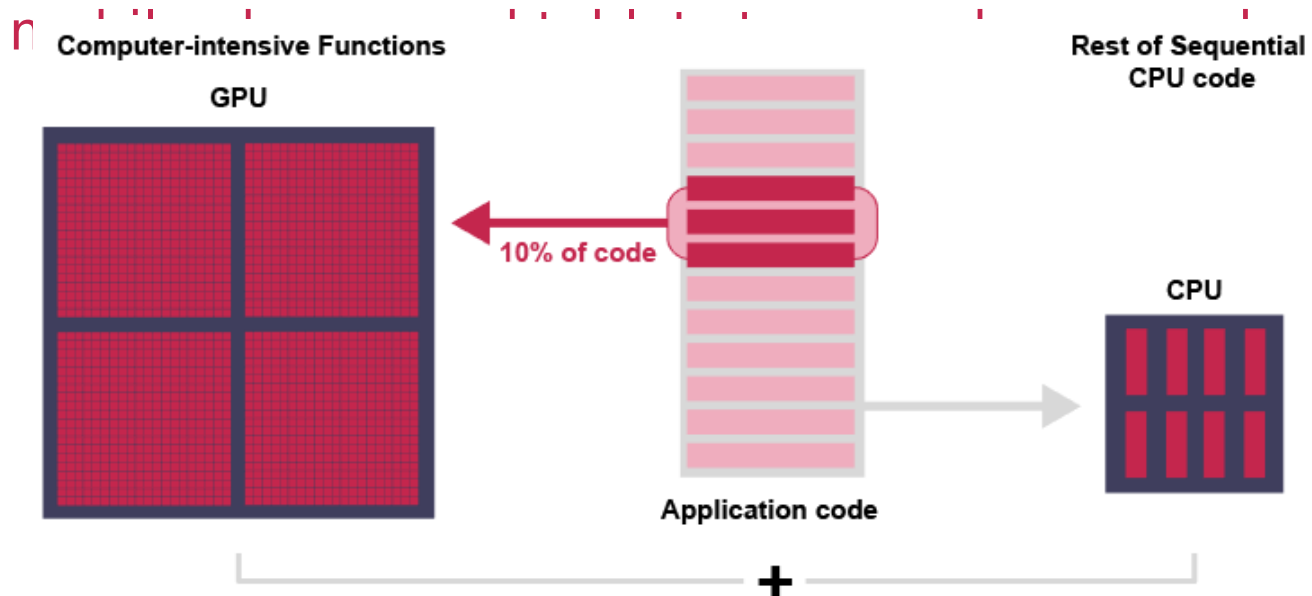 Computer-intensive Functions
GPU
Rest of Sequential
CPU code
10% of code
CPU
Application code
+